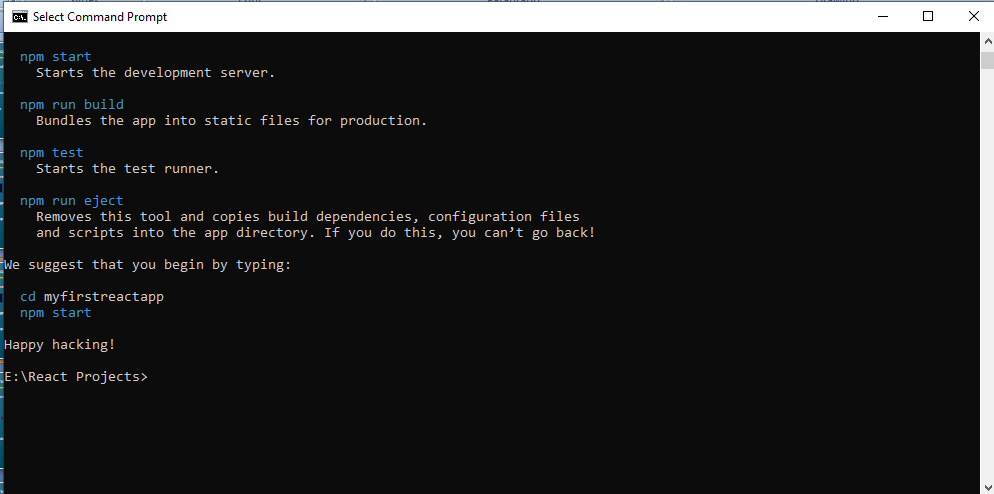 Select Command Prompt
npm start
Starts the development server.
npm run build
Bundles the app into static files for production.
npm test
Starts the test runner.
npm run eject
Removes this tool and copies build dependencies, configuration files
and scripts into the app directory. If you do this, you can’t go back!
We suggest that you begin by typing:
cd myfirstreactapp
npm start
Happy hacking!
E:\React Projects>